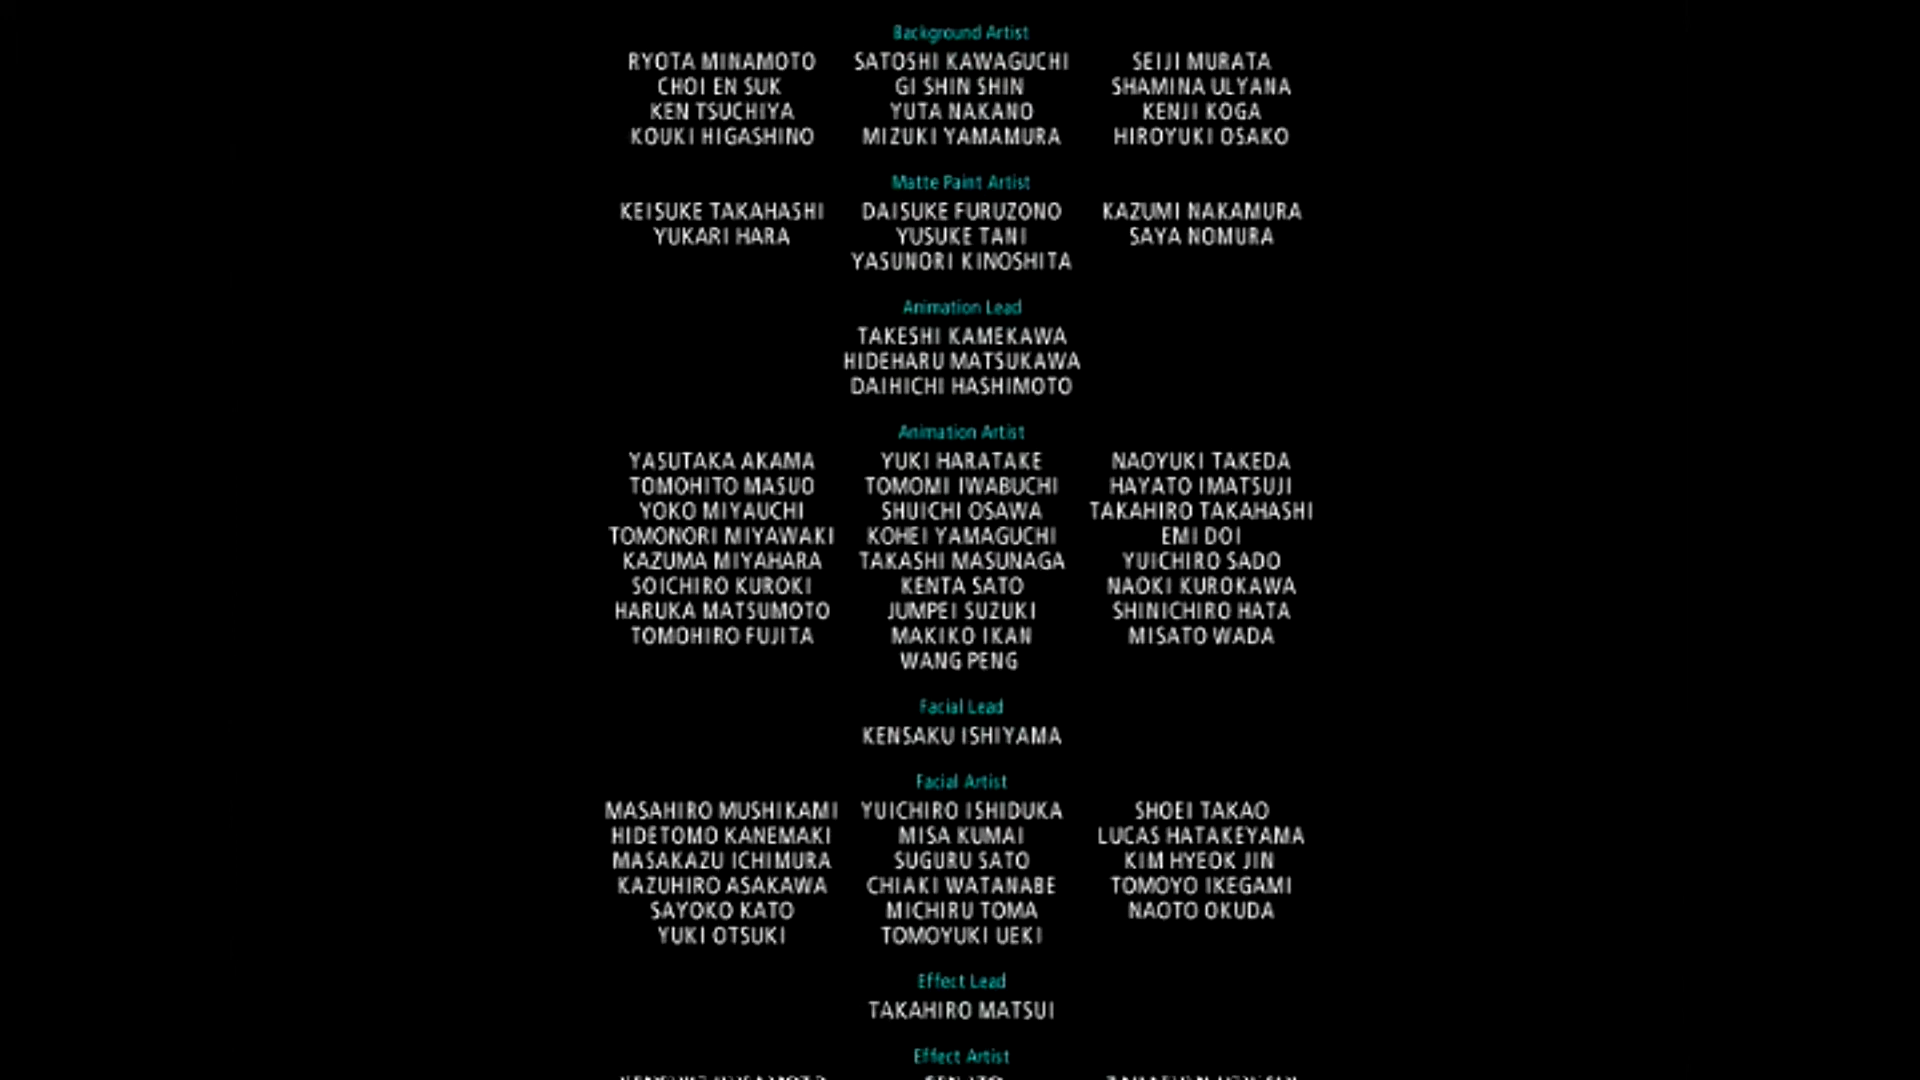 Background Artist
RYOTA MINAMOTO SATOSHI KAWAGUCHI SEIJI MURATA
CHOI EN SUK GI SHIN SHIN SHAMINA ULYANA
KEN TSUCHIYA YUTA NAKANO KENJI KOGA
KOUKI HIGASHINO MIZUKI YAMAMURA HIROYUKI OSAKO
Matte Paint Artist
KEISUKE TAKAHASHI DAISUKE FURUZONO KAZUMI NAKAMURA
YUKARI HARA YUSUKE TANI SAYA NOMURA
YASUNORI KINOSHITA
Animation Lead
TAKESHI KAMEKAWA
HIDEHARU MATSUKAWA
DAIHICHI HASHIMOTO
Animation Artist
YASUTAKA AKAMA YUKI HARATAKE NAOYUKI TAKEDA
TOMOHITO MASUO TOMOMI IWABUCHI HAYATO IMATSUJI
YOKO MIYAUCHI SHUICHI OSAWA TAKAHIRO TAKAHASHI
TOMONORI MIYAWAKI KOHEI YAMAGUCHI EMI DOI
KAZUMA MIYAHARA TAKASHI MASUNAGA YUICHIRO SADO
SOICHIRO KUROKI KENTA SATO NAOKI KUROKAWA
HARUKA MATSUMOTO JUMPEI SUZUKI SHINICHIRO HATA
TOMOHIRO FUJITA MAKIKO IKAN MISATO WADA
WANG PENG
Facial Lead
KENSAKU ISHIYAMA
Facial Artist
MASAHIRO MUSHIKAMI YUICHIRO ISHIDUKA SHOEI TAKAO
HIDETOMO KANEMAKI MISA KUMAI LUCAS HATAKEYAMA
MASAKAZU ICHIMURA SUGURU SATO KIM HYEOK JIN
KAZUHIRO ASAKAWA CHIAKI WATANABE TOMOYO IKEGAMI
SAYOKO KATO MICHIRU TOMA NAOTO OKUDA
YUKI OTSUKI TOMOYUKI UEKI
Effect Lead
TAKAHIRO MATSUI
Effect Artist